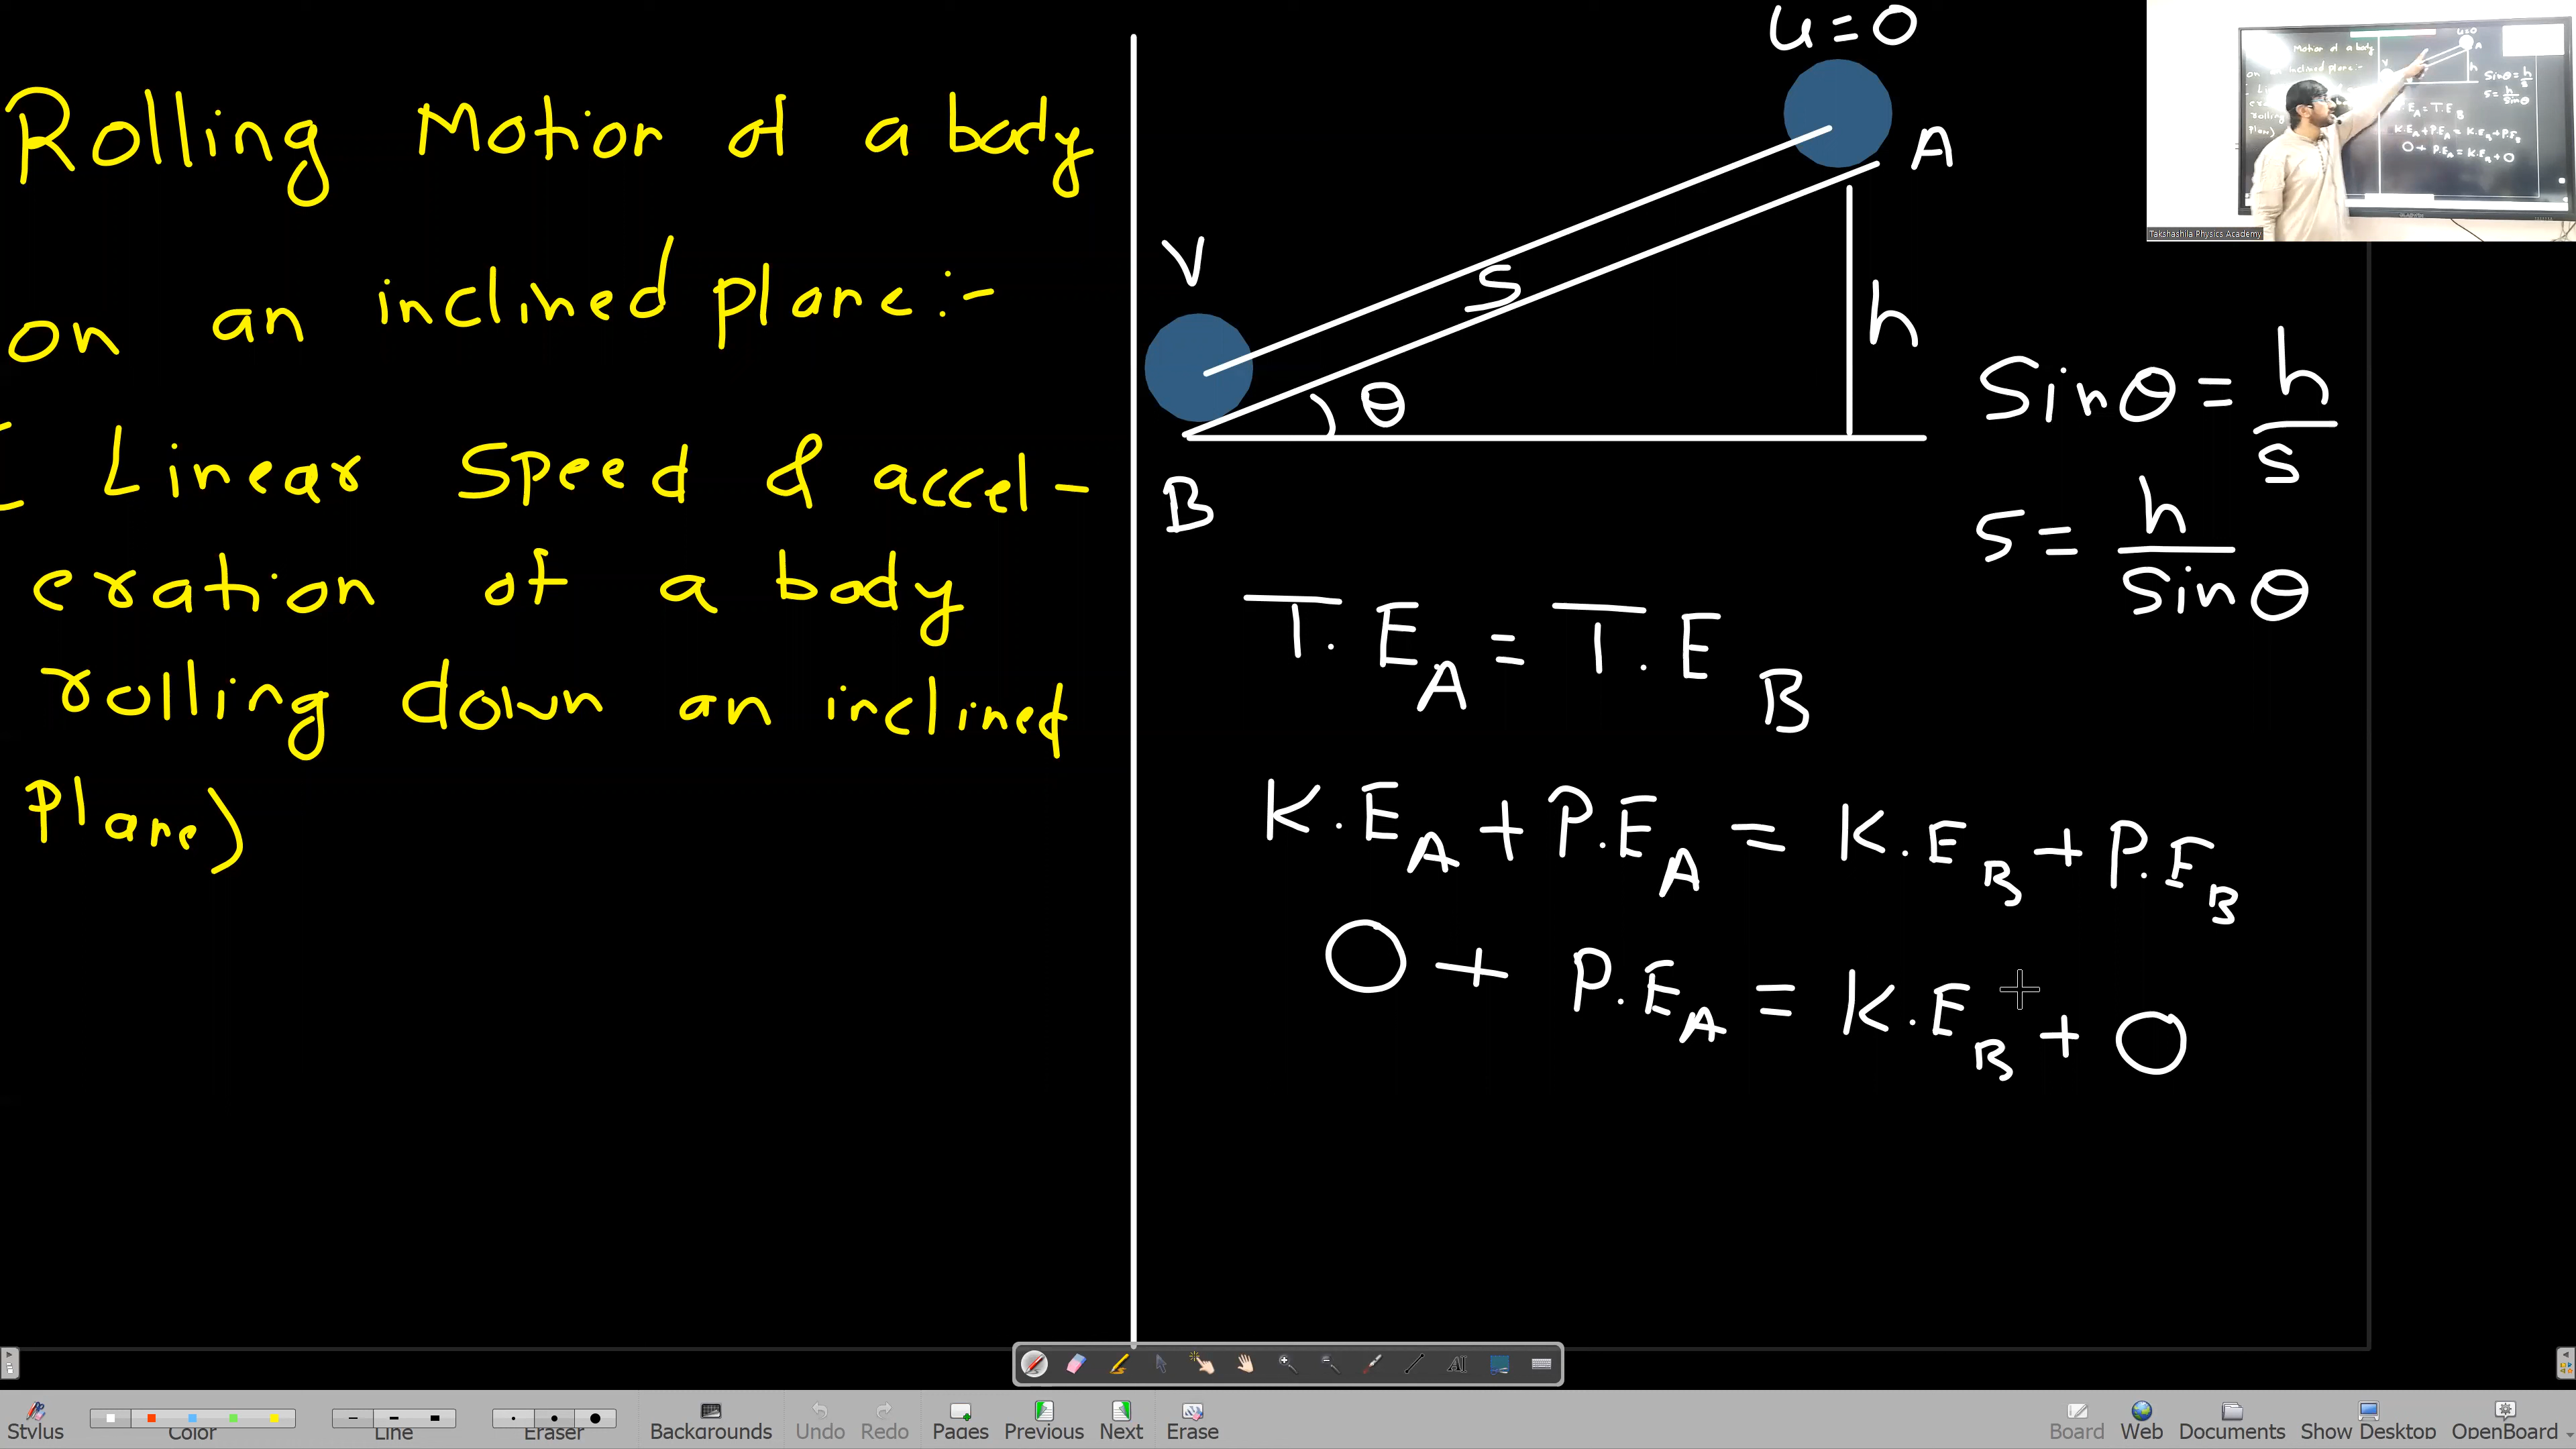 Rolling Motion of a body
on an inclined plane:-
Linear Speed & accel-
eration of a body
rolling down an inclined
Plane)
u=0
A
V
S
h
θ
B
Sinθ = h/s
S = h/Sinθ
T.E_A = T.E_B
K.E_A + P.E_A = K.E_B + P.E_B
0 + P.E_A = K.E_B + 0
Takshashila Physics Academy
Stylus Color Line Eraser Backgrounds Undo Redo Pages Previous Next Erase Board Web Documents Show Desktop OpenBoard